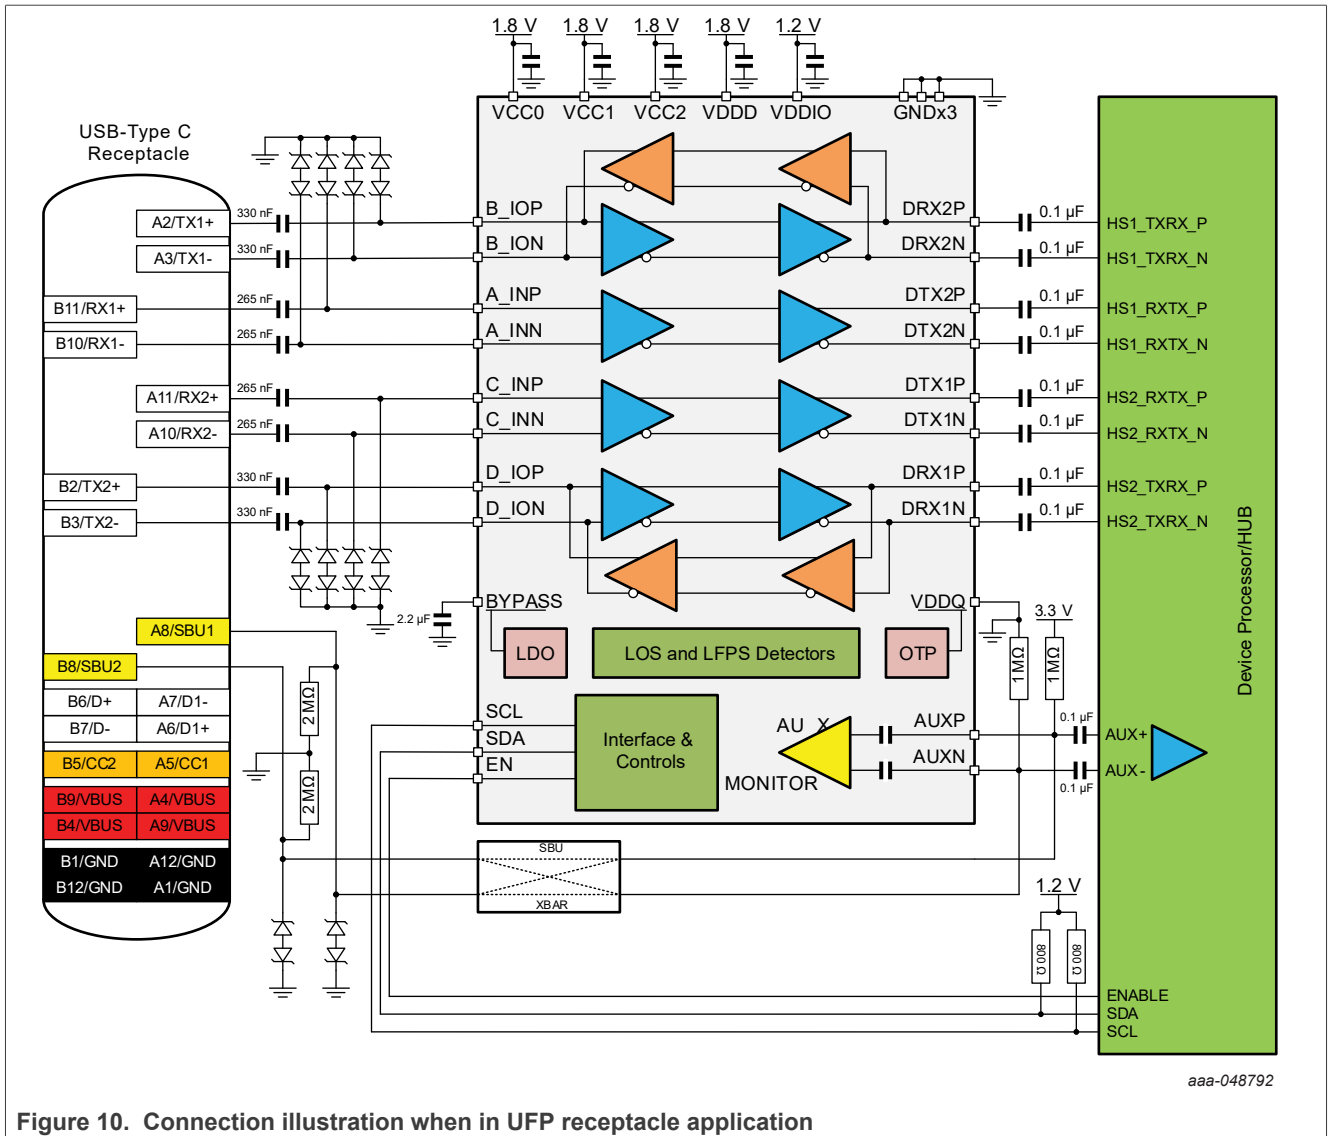 1.8 V 1.8 V 1.8 V 1.8 V 1.2 V
VCC0 VCC1 VCC2 VDDD VDDIO GNDx3
USB-Type C
Receptacle
A2/TX1+ 330 nF B_IOP DRX2P 0.1 µF HS1_TXRX_P
A3/TX1- 330 nF B_ION DRX2N 0.1 µF HS1_TXRX_N
B11/RX1+ 265 nF A_INP DTX2P 0.1 µF HS1_RXTX_P
B10/RX1- 265 nF A_INN DTX2N 0.1 µF HS1_RXTX_N
A11/RX2+ 265 nF C_INP DTX1P 0.1 µF HS2_RXTX_P
A10/RX2- 265 nF C_INN DTX1N 0.1 µF HS2_RXTX_N
B2/TX2+ 330 nF D_IOP DRX1P 0.1 µF HS2_TXRX_P
B3/TX2- 330 nF D_ION DRX1N 0.1 µF HS2_TXRX_N
Device Processor/HUB
2.2 µF BYPASS VDDQ 3.3 V
LDO LOS and LFPS Detectors OTP
1MΩ 1MΩ
A8/SBU1
B8/SBU2
B6/D+ A7/D1-
B7/D- A6/D1+
B5/CC2 A5/CC1
B9/VBUS A4/VBUS
B4/VBUS A9/VBUS
B1/GND A12/GND
B12/GND A1/GND
2 MΩ
2 MΩ
SCL
SDA
EN
Interface &
Controls
AU X
MONITOR
AUXP 0.1 µF AUX+
AUXN 0.1 µF AUX-
SBU
XBAR
1.2 V
800 Ω 800 Ω
ENABLE
SDA
SCL
aaa-048792
Figure 10. Connection illustration when in UFP receptacle application